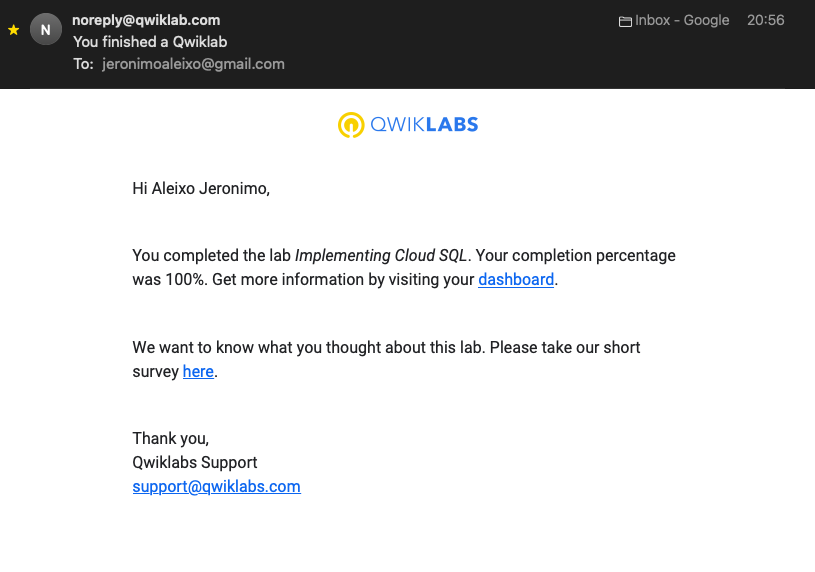 noreply@qwiklab.com
Inbox - Google 20:56
N
You finished a Qwiklab
To: jeronimoaleixo@gmail.com
QWIKLABS
Hi Aleixo Jeronimo,
You completed the lab Implementing Cloud SQL. Your completion percentage
was 100%. Get more information by visiting your dashboard.
We want to know what you thought about this lab. Please take our short
survey here.
Thank you,
Qwiklabs Support
support@qwiklabs.com